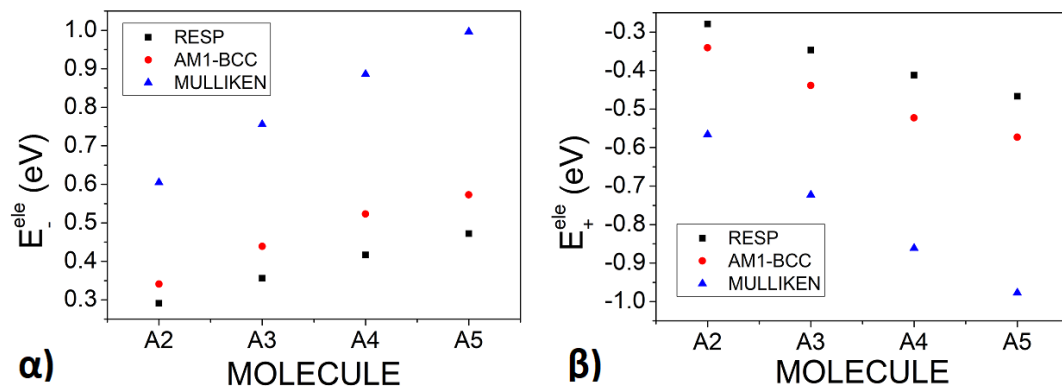 1.0
0.9
0.8
0.7
0.6
0.5
0.4
0.3
E₋ᵉˡᵉ (eV)
RESP
AM1-BCC
MULLIKEN
A2 A3 A4 A5
α) MOLECULE
-0.3
-0.4
-0.5
-0.6
-0.7
-0.8
-0.9
-1.0
E₊ᵉˡᵉ (eV)
RESP
AM1-BCC
MULLIKEN
A2 A3 A4 A5
β) MOLECULE